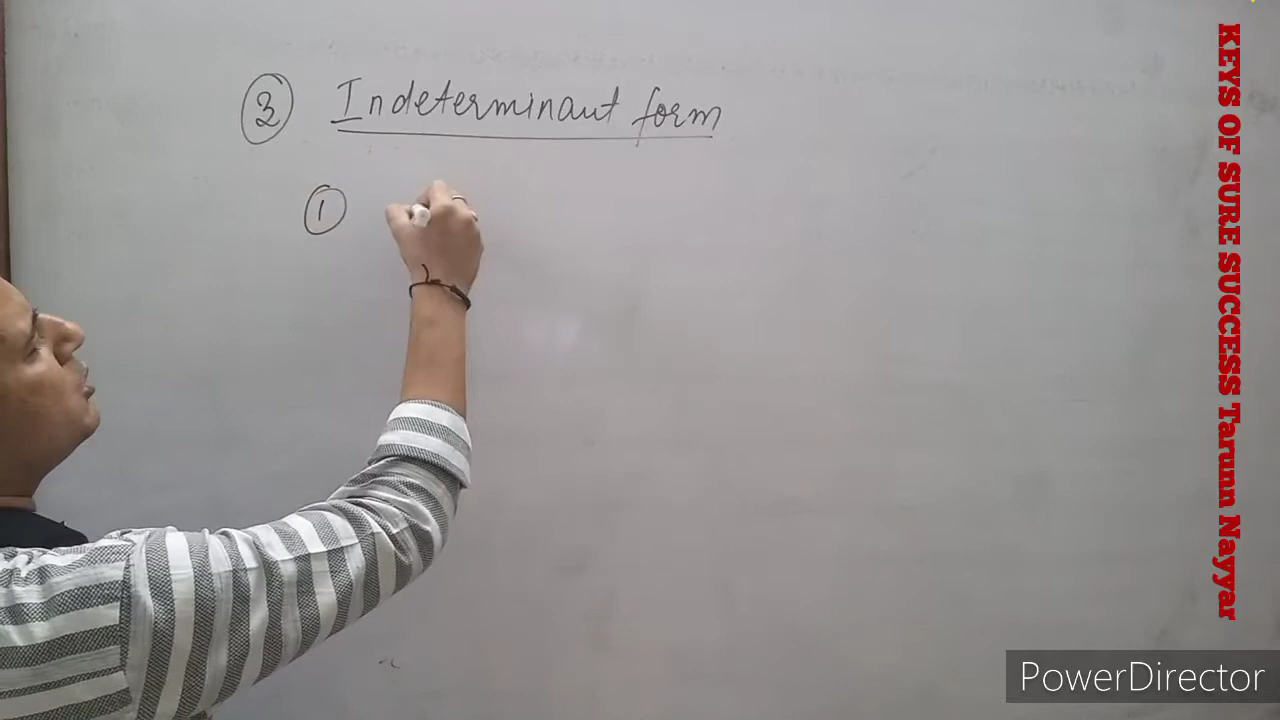 ③ Indeterminant form
①
KEYS OF SURE SUCCESS Tarunn Nayyar
PowerDirector